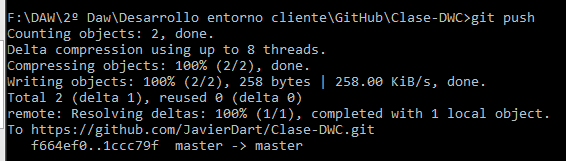 F:\DAW\2º Daw\Desarrollo entorno cliente\GitHub\Clase-DWC>git push
Counting objects: 2, done.
Delta compression using up to 8 threads.
Compressing objects: 100% (2/2), done.
Writing objects: 100% (2/2), 258 bytes | 258.00 KiB/s, done.
Total 2 (delta 1), reused 0 (delta 0)
remote: Resolving deltas: 100% (1/1), completed with 1 local object.
To https://github.com/JavierDart/Clase-DWC.git
   f664ef0..1ccc79f  master -> master